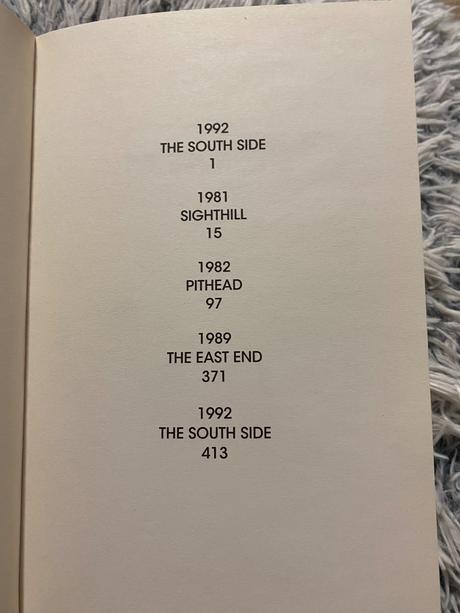 1992
THE SOUTH SIDE
1
1981
SIGHTHILL
15
1982
PITHEAD
97
1989
THE EAST END
371
1992
THE SOUTH SIDE
413